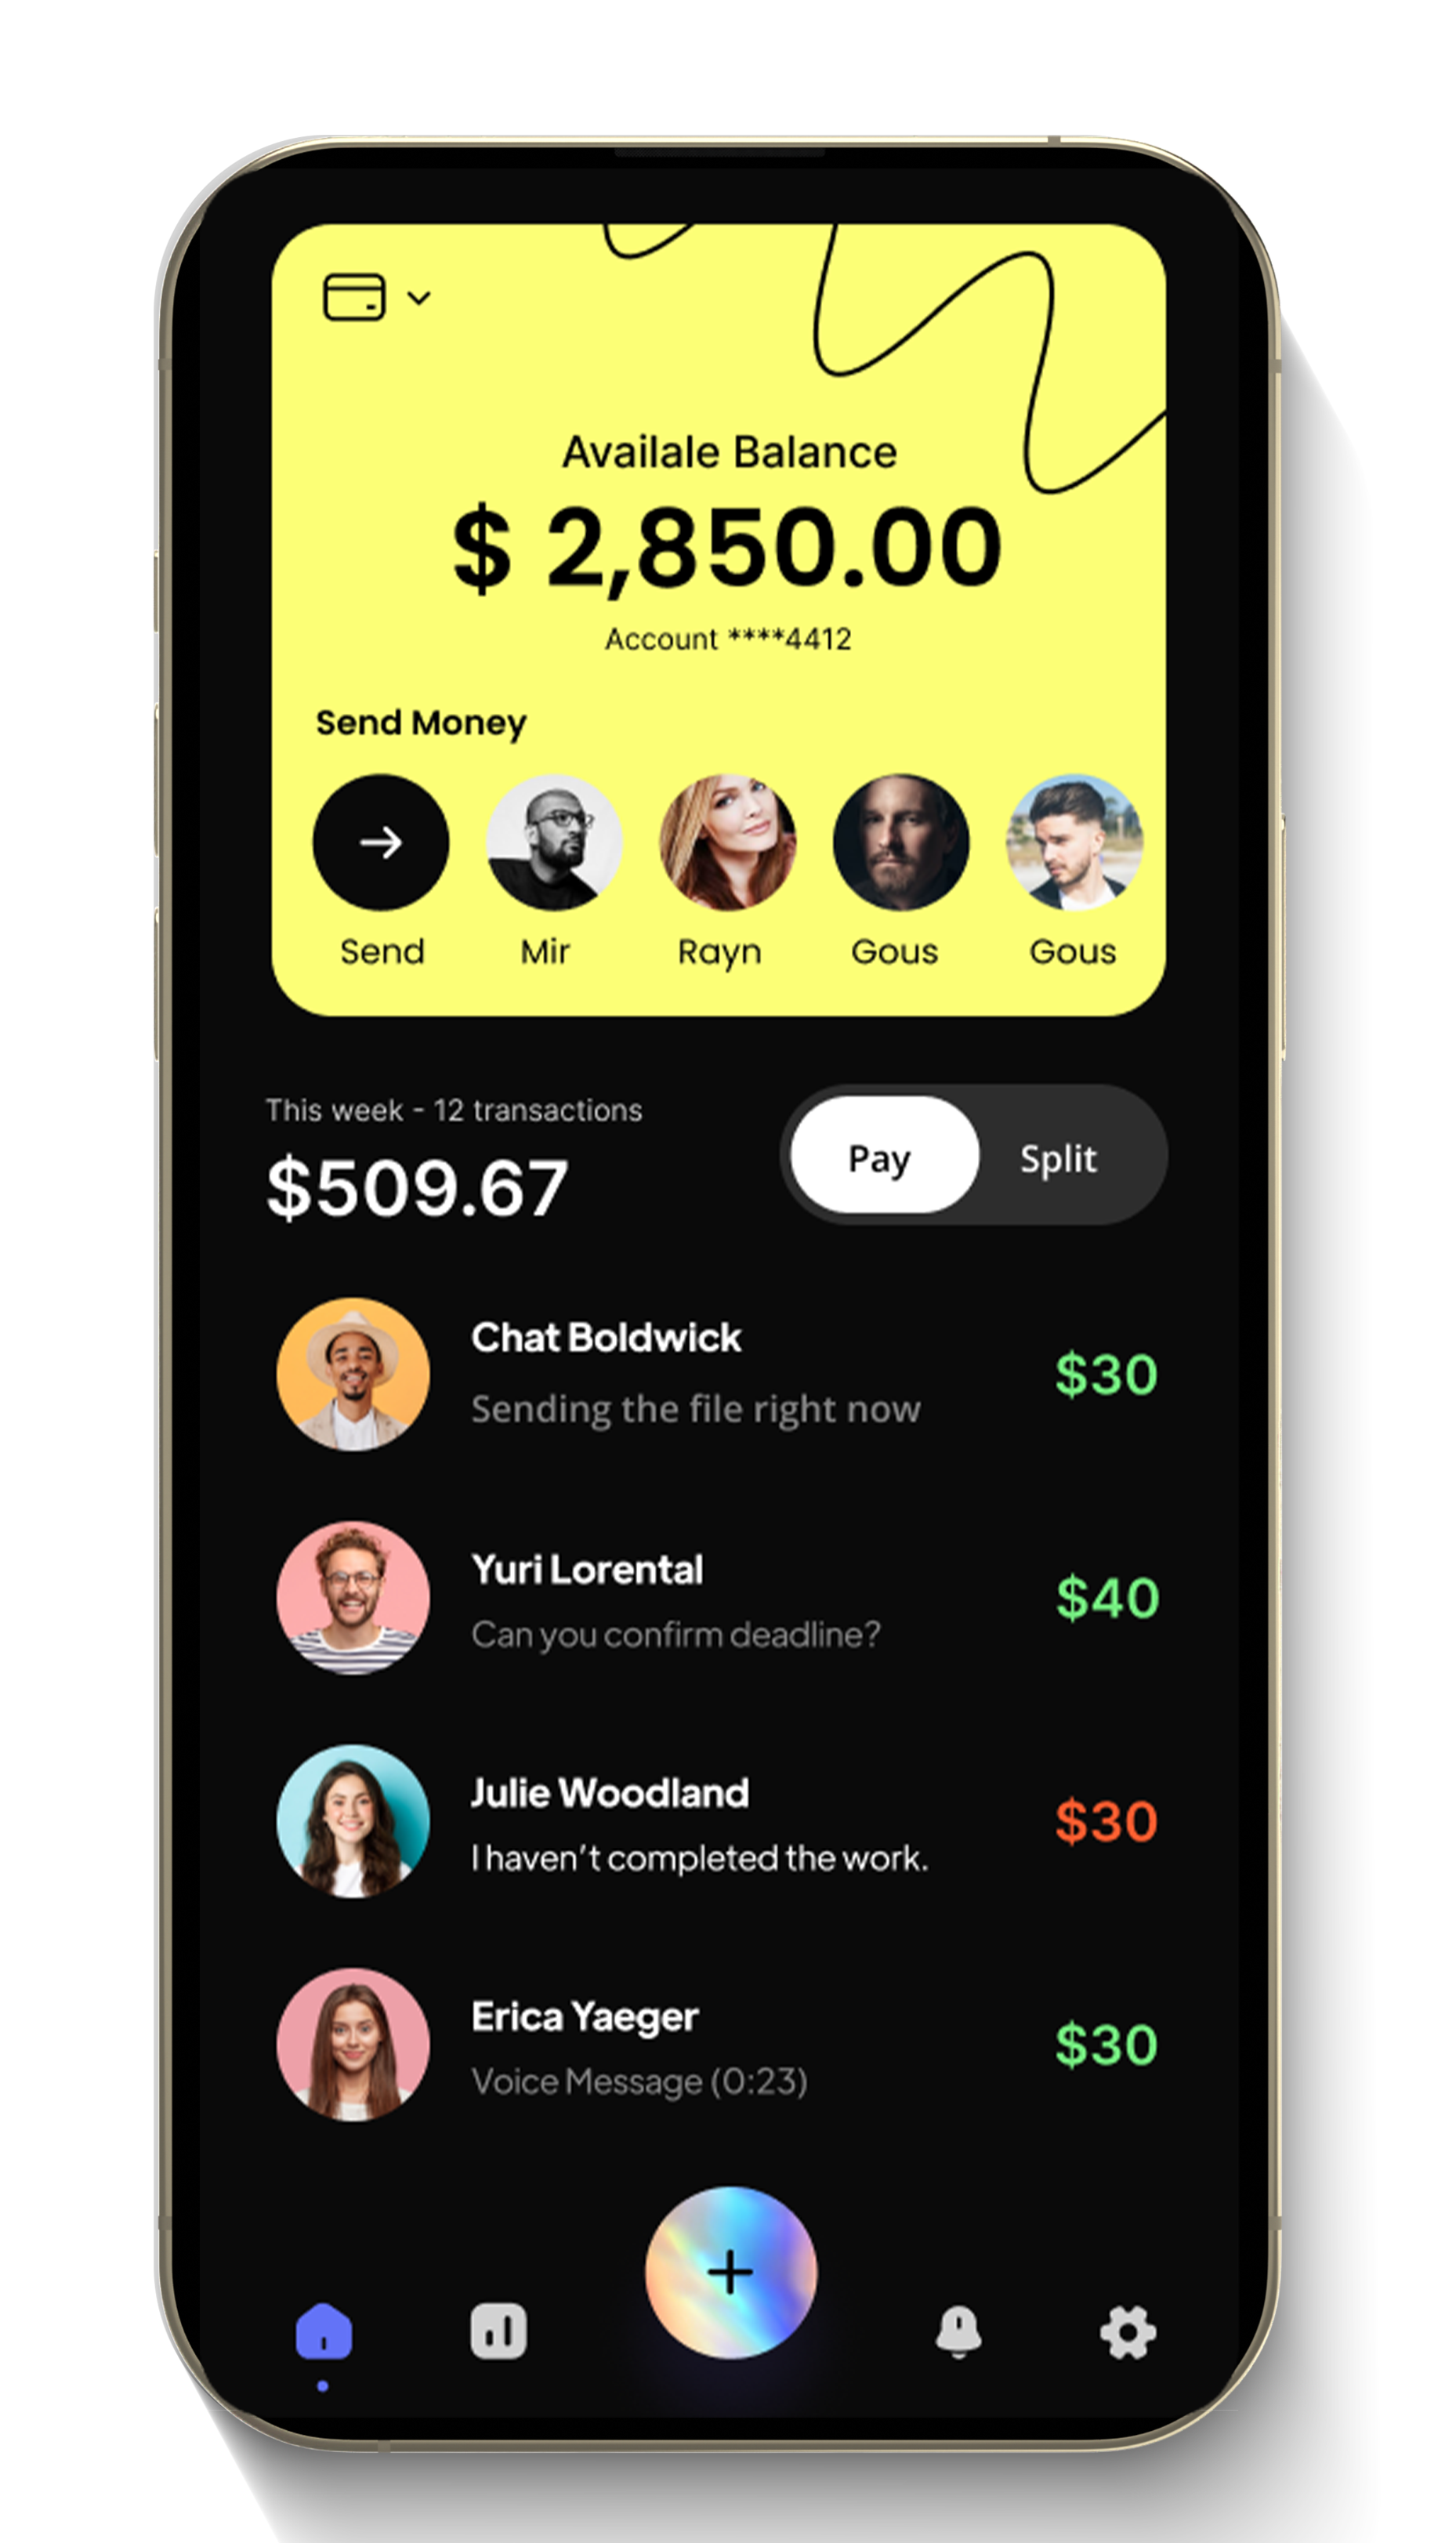 Availale Balance
$ 2,850.00
Account ****4412
Send Money
Send Mir Rayn Gous Gous
This week - 12 transactions
$509.67
Pay Split
Chat Boldwick
Sending the file right now
$30
Yuri Lorental
Can you confirm deadline?
$40
Julie Woodland
I haven't completed the work.
$30
Erica Yaeger
Voice Message (0:23)
$30